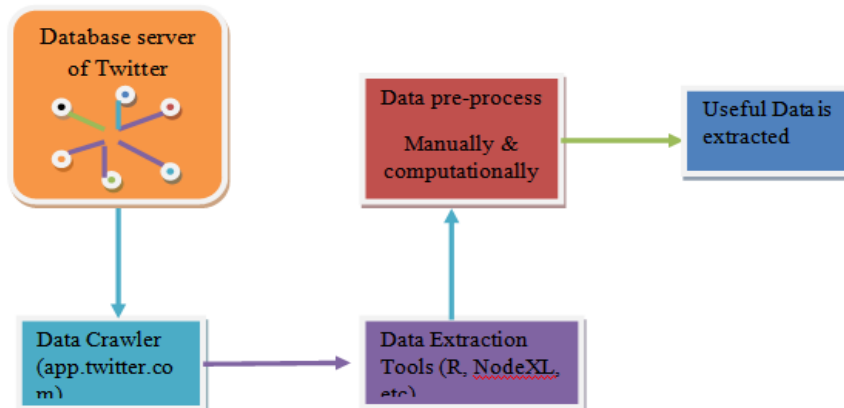 Database server
of Twitter
Data pre-process
Manually &
computationally
Useful Data is
extracted
Data Crawler
(app.twitter.co
m)
Data Extraction
Tools (R, NodeXL,
etc)